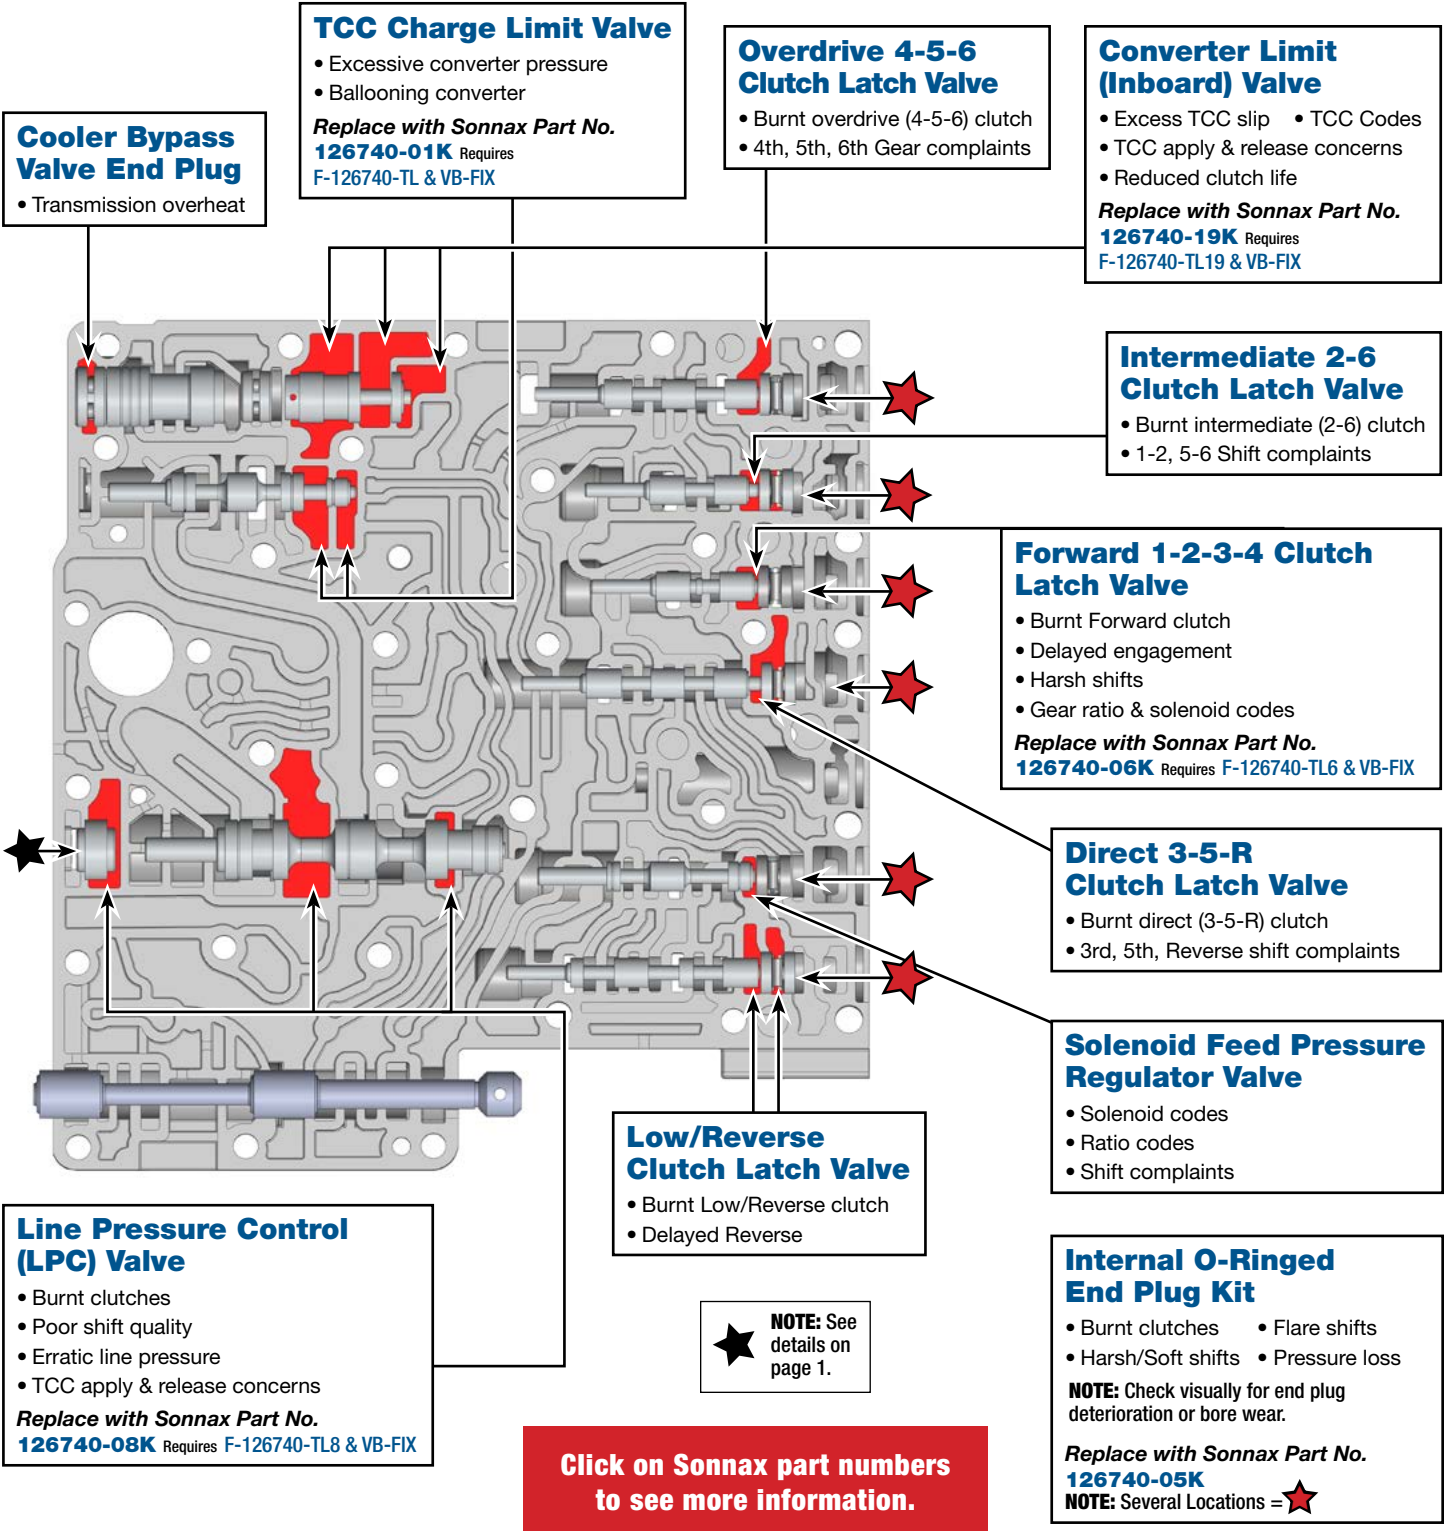 TCC Charge Limit Valve
• Excessive converter pressure
• Ballooning converter
Replace with Sonnax Part No.
126740-01K Requires
F-126740-TL & VB-FIX
Overdrive 4-5-6
Clutch Latch Valve
• Burnt overdrive (4-5-6) clutch
• 4th, 5th, 6th Gear complaints
Converter Limit
(Inboard) Valve
• Excess TCC slip • TCC Codes
• TCC apply & release concerns
• Reduced clutch life
Replace with Sonnax Part No.
126740-19K Requires
F-126740-TL19 & VB-FIX
Cooler Bypass
Valve End Plug
• Transmission overheat
Intermediate 2-6
Clutch Latch Valve
• Burnt intermediate (2-6) clutch
• 1-2, 5-6 Shift complaints
Forward 1-2-3-4 Clutch
Latch Valve
• Burnt Forward clutch
• Delayed engagement
• Harsh shifts
• Gear ratio & solenoid codes
Replace with Sonnax Part No.
126740-06K Requires F-126740-TL6 & VB-FIX
Direct 3-5-R
Clutch Latch Valve
• Burnt direct (3-5-R) clutch
• 3rd, 5th, Reverse shift complaints
Solenoid Feed Pressure
Regulator Valve
• Solenoid codes
• Ratio codes
• Shift complaints
Low/Reverse
Clutch Latch Valve
• Burnt Low/Reverse clutch
• Delayed Reverse
Line Pressure Control
(LPC) Valve
• Burnt clutches
• Poor shift quality
• Erratic line pressure
• TCC apply & release concerns
Replace with Sonnax Part No.
126740-08K Requires F-126740-TL8 & VB-FIX
NOTE: See
details on
page 1.
Internal O-Ringed
End Plug Kit
• Burnt clutches • Flare shifts
• Harsh/Soft shifts • Pressure loss
NOTE: Check visually for end plug
deterioration or bore wear.
Replace with Sonnax Part No.
126740-05K
NOTE: Several Locations =
Click on Sonnax part numbers
to see more information.